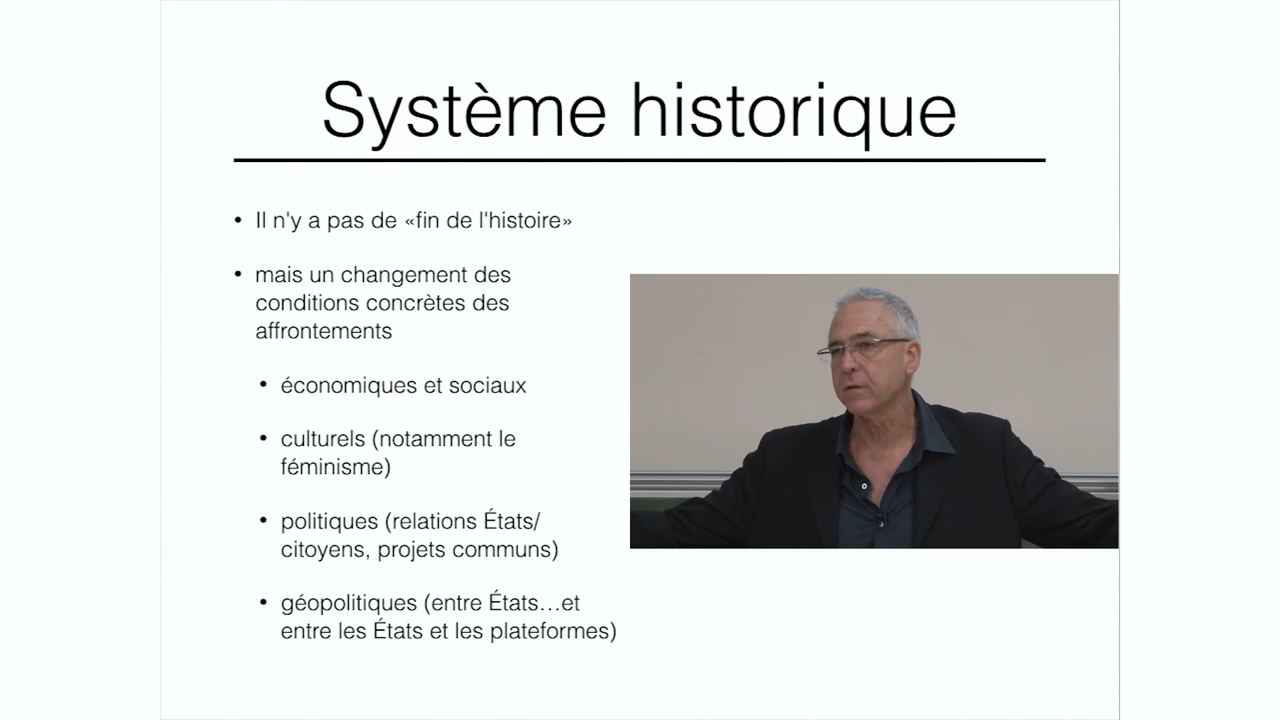 Système historique
• Il n'y a pas de «fin de l'histoire»
• mais un changement des
conditions concrètes des
affrontements
• économiques et sociaux
• culturels (notamment le
féminisme)
• politiques (relations États/
citoyens, projets communs)
• géopolitiques (entre États…et
entre les États et les plateformes)